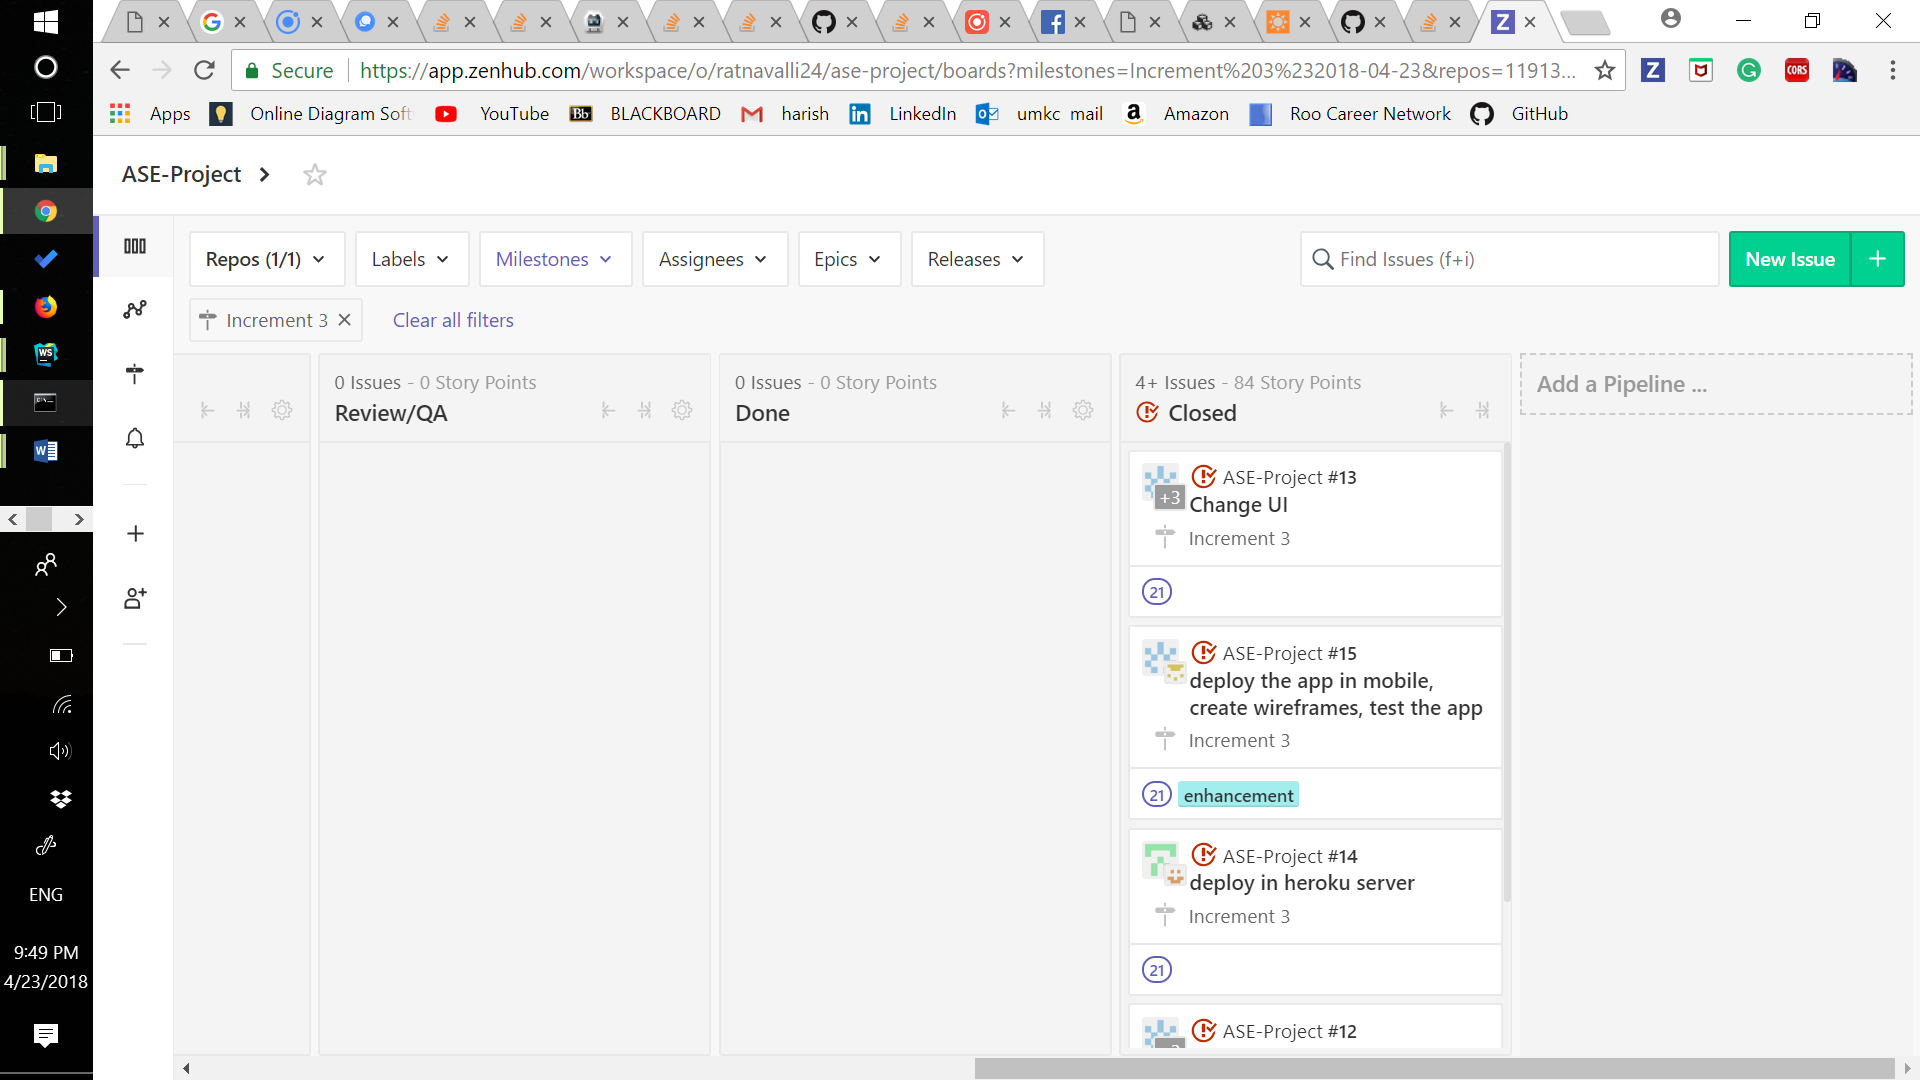 Secure
https://app.zenhub.com/workspace/o/ratnavalli24/ase-project/boards?milestones=Increment%203%232018-04-23&repos=11913...
Z
CORS
Apps
Online Diagram Soft
YouTube
Bb
BLACKBOARD
harish
LinkedIn
umkc mail
Amazon
Roo Career Network
GitHub
ASE-Project
Repos (1/1)
Labels
Milestones
Assignees
Epics
Releases
Find Issues (f+i)
New Issue
Increment 3
Clear all filters
0 Issues - 0 Story Points
Review/QA
0 Issues - 0 Story Points
Done
4+ Issues - 84 Story Points
Closed
Add a Pipeline ...
ASE-Project #13
+3
Change UI
Increment 3
21
ASE-Project #15
deploy the app in mobile,
create wireframes, test the app
Increment 3
21 enhancement
ASE-Project #14
deploy in heroku server
Increment 3
21
ASE-Project #12
WS
ENG
9:49 PM
4/23/2018